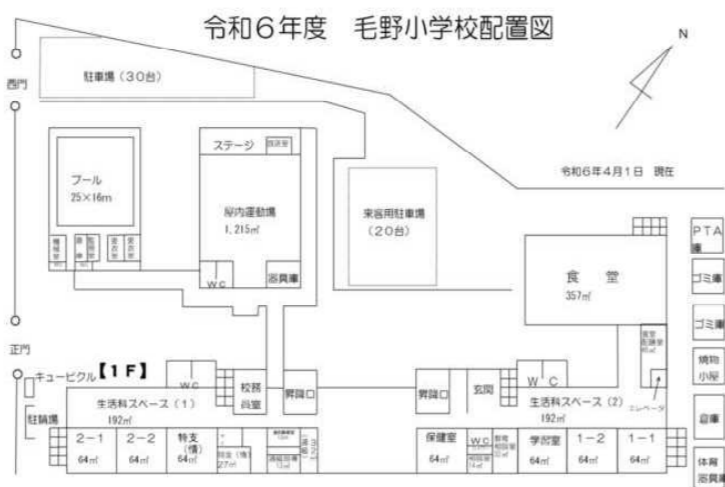 令和６年度　毛野小学校配置図
N
西門
駐車場（30台）
令和６年４月１日　現在
プール
25×16m
ステージ
放送室
屋内運動場
1,215㎡
WC
器具庫
来客用駐車場
（20台）
食　堂
357㎡
PTA
庫
ゴミ庫
ゴミ庫
焼物
小屋
倉庫
体育
器具庫
正門
キュービクル
【1F】
駐輪場
WC
校務
員室
昇降口
昇降口
玄関
WC
エレベータ
生活科スペース（1）
192㎡
生活科スペース（2）
192㎡
2－1
64㎡
2－2
64㎡
特支
(情)
64㎡
27㎡
保健室
64㎡
WC
相談室
14㎡
学習室
64㎡
1－2
64㎡
1－1
64㎡